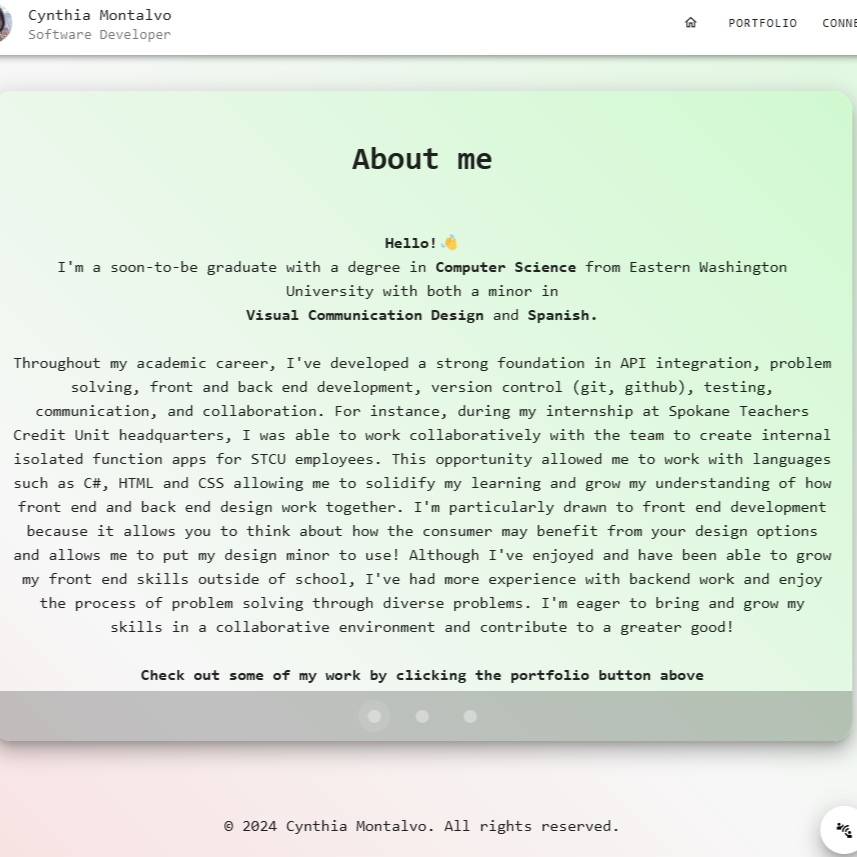 Cynthia Montalvo
Software Developer
PORTFOLIO
About me
Hello!👋
I'm a soon-to-be graduate with a degree in Computer Science from Eastern Washington
University with both a minor in
Visual Communication Design and Spanish.
Throughout my academic career, I've developed a strong foundation in API integration, problem
solving, front and back end development, version control (git, github), testing,
communication, and collaboration. For instance, during my internship at Spokane Teachers
Credit Unit headquarters, I was able to work collaboratively with the team to create internal
isolated function apps for STCU employees. This opportunity allowed me to work with languages
such as C#, HTML and CSS allowing me to solidify my learning and grow my understanding of how
front end and back end design work together. I'm particularly drawn to front end development
because it allows you to think about how the consumer may benefit from your design options
and allows me to put my design minor to use! Although I've enjoyed and have been able to grow
my front end skills outside of school, I've had more experience with backend work and enjoy
the process of problem solving through diverse problems. I'm eager to bring and grow my
skills in a collaborative environment and contribute to a greater good!
Check out some of my work by clicking the portfolio button above
© 2024 Cynthia Montalvo. All rights reserved.